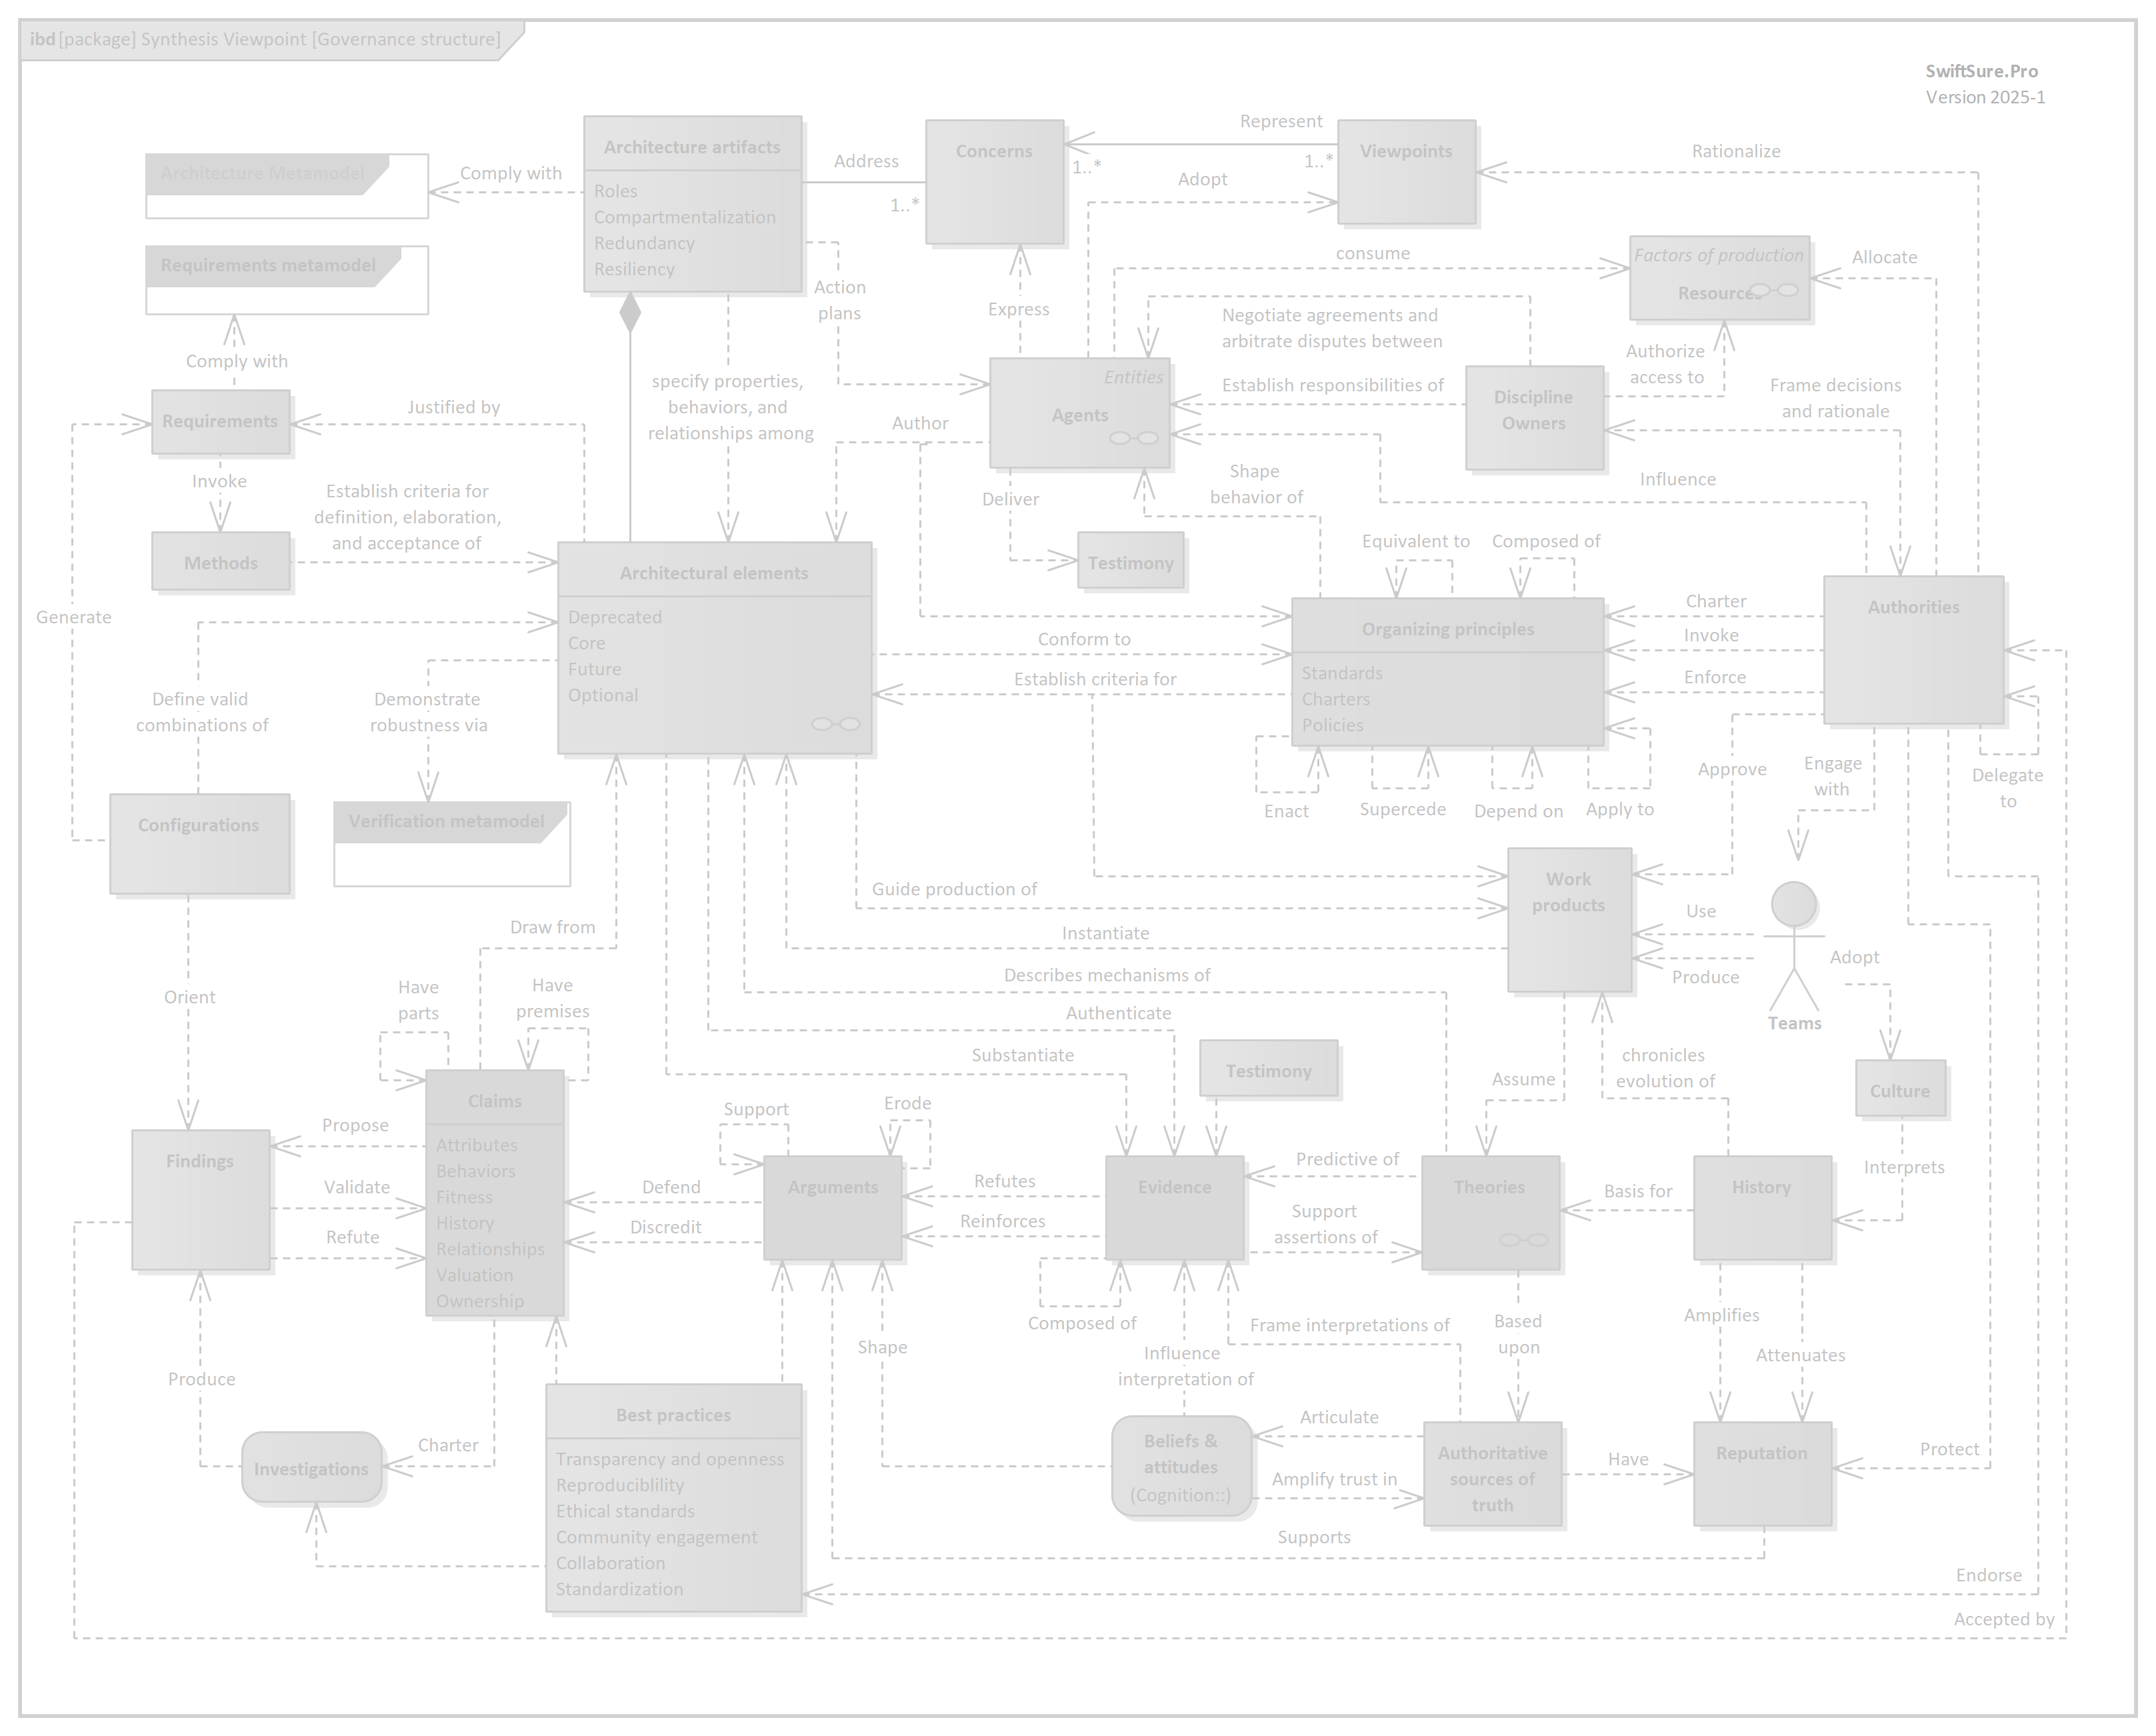 ibd [package] Synthesis Viewpoint [Governance structure]
SwiftSure.Pro
Version 2025-1
Architecture artifacts
Roles
Compartmentalization
Redundancy
Resiliency
Address
1..*
Concerns
Represent
1..*
1..*
Viewpoints
Rationalize
Architecture Metamodel
Comply with
Adopt
Requirements metamodel
consume
Factors of production
Resources
Allocate
Action
plans
Express
Negotiate agreements and
arbitrate disputes between
Authorize
access to
Comply with
specify properties,
behaviors, and
relationships among
Entities
Agents
Establish responsibilities of
Discipline
Owners
Frame decisions
and rationale
Requirements
Justified by
Author
Invoke
Establish criteria for
definition, elaboration,
and acceptance of
Deliver
Shape
behavior of
Influence
Methods
Testimony
Equivalent to
Composed of
Generate
Architectural elements
Deprecated
Core
Future
Optional
Conform to
Establish criteria for
Organizing principles
Standards
Charters
Policies
Charter
Invoke
Enforce
Authorities
Define valid
combinations of
Demonstrate
robustness via
Enact
Supercede
Depend on
Apply to
Approve
Engage
with
Delegate
to
Configurations
Verification metamodel
Guide production of
Work
products
Draw from
Instantiate
Use
Produce
Teams
Adopt
Describes mechanisms of
Orient
Have
parts
Have
premises
Authenticate
Substantiate
Testimony
Assume
chronicles
evolution of
Culture
Claims
Attributes
Behaviors
Fitness
History
Relationships
Valuation
Ownership
Support
Erode
Propose
Findings
Validate
Refute
Defend
Discredit
Arguments
Refutes
Reinforces
Evidence
Predictive of
Support
assertions of
Theories
Basis for
History
Interprets
Composed of
Frame interpretations of
Based
upon
Amplifies
Attenuates
Shape
Influence
interpretation of
Produce
Best practices
Transparency and openness
Reproduciblility
Ethical standards
Community engagement
Collaboration
Standardization
Investigations
Charter
Beliefs &
attitudes
(Cognition::)
Articulate
Amplify trust in
Authoritative
sources of
truth
Have
Reputation
Protect
Supports
Endorse
Accepted by